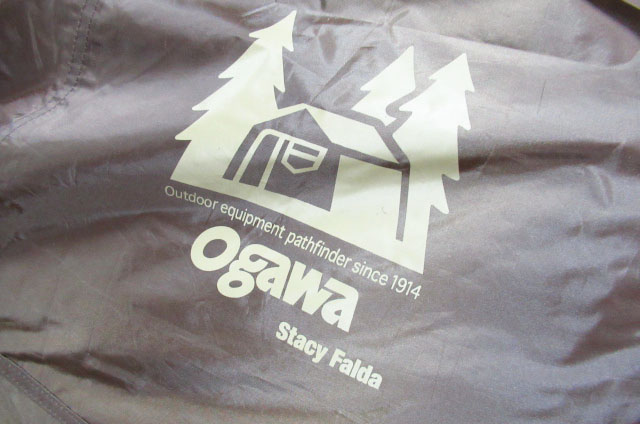 Outdoor equipment pathfinder since 1914
ogawa
Stacy Falda